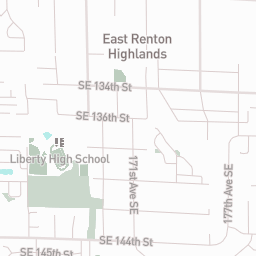 East Renton
Highlands
SE 134th St
SE 136th St
Liberty High School
171st Ave SE
177th Ave SE
SE 144th St
SE 145th St